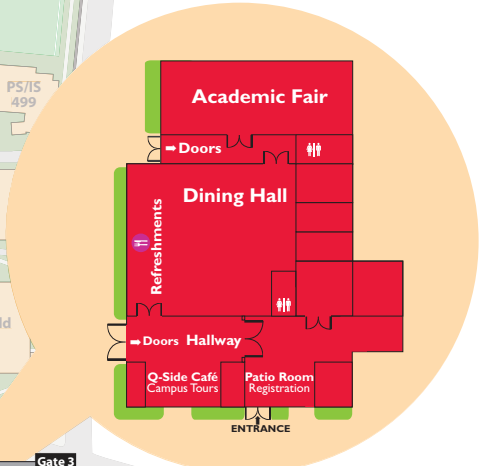 PS/IS
499
Academic Fair
Doors
Dining Hall
Refreshments
Doors
Hallway
Q-Side Café
Campus Tours
Patio Room
Registration
ENTRANCE
Gate 3